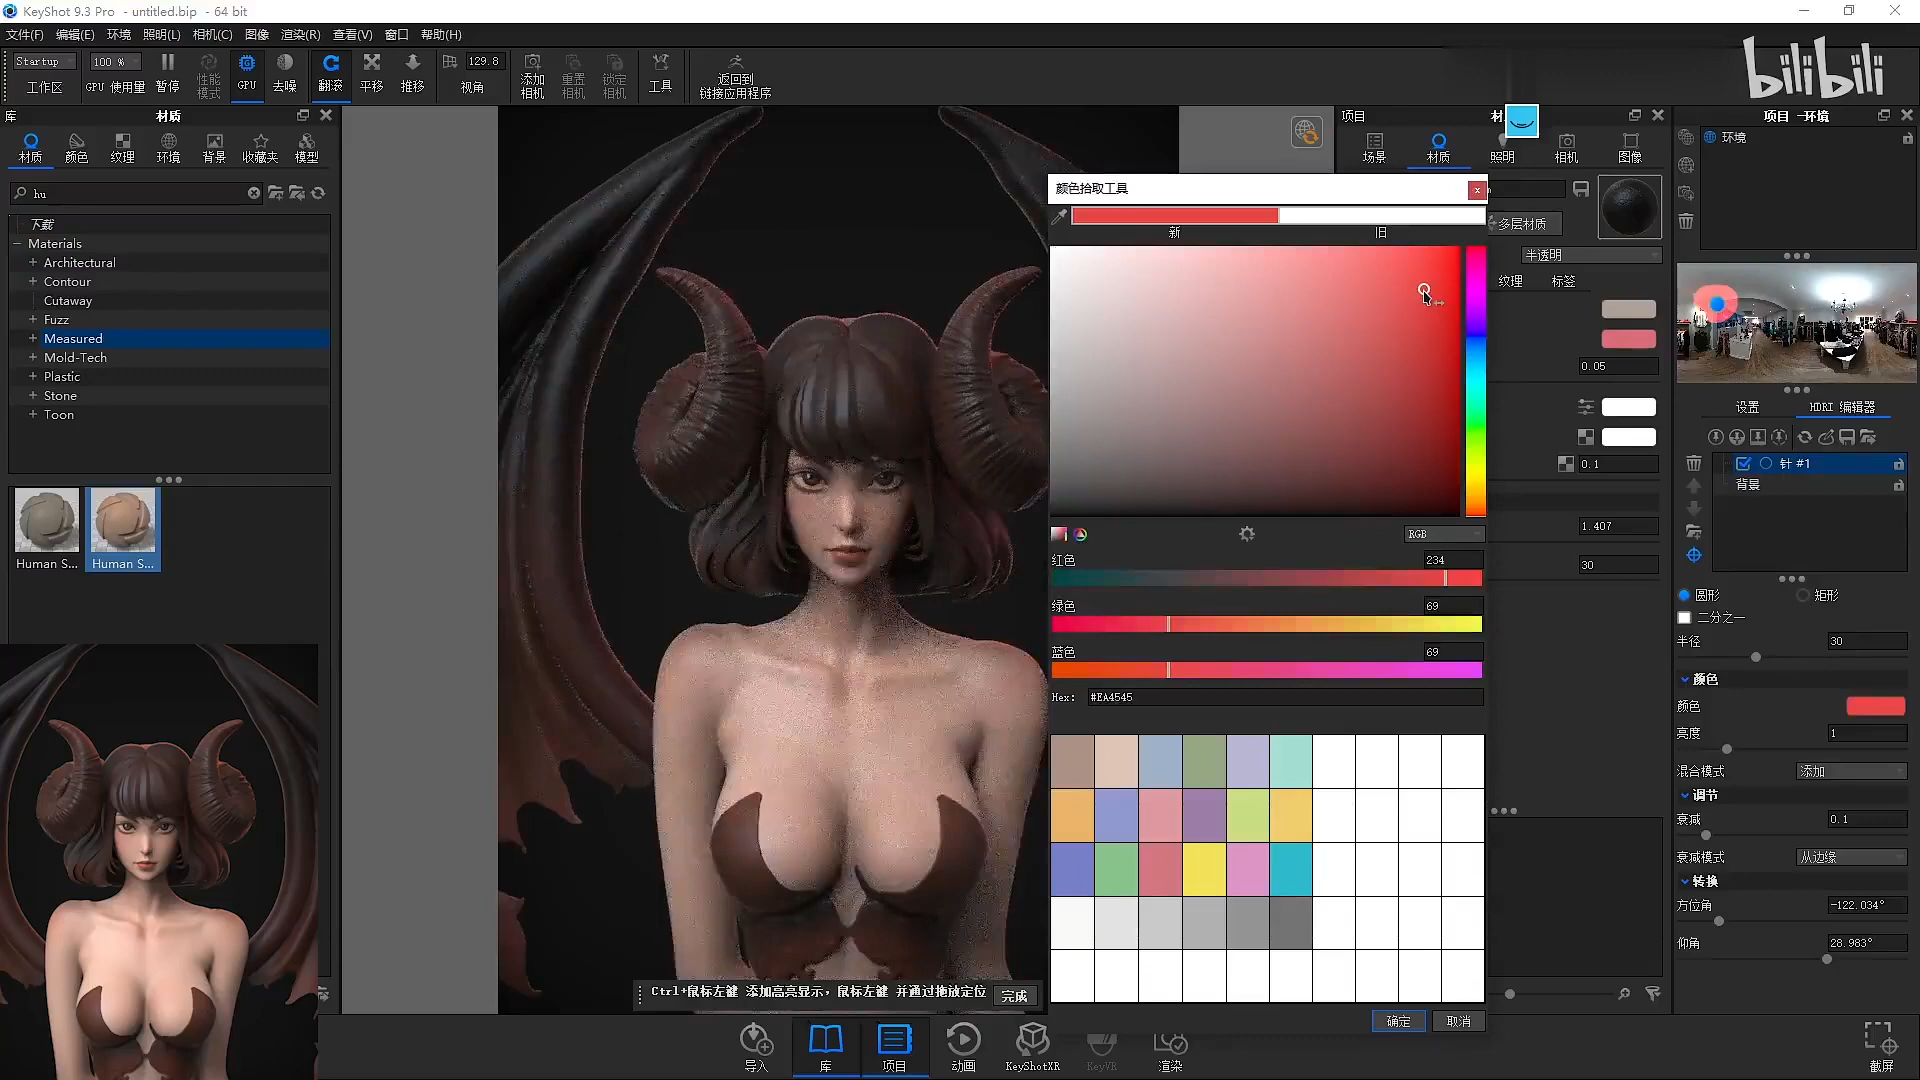 KeyShot 9.3 Pro - untitled.bip - 64 bit
文件(F) 编辑(E) 环境 照明(L) 相机(C) 图像 渲染(R) 查看(V) 窗口 帮助(H)
bilibili
Startup 100 % 129.8
工作区 GPU 使用量 暂停 性能模式 GPU 去噪 翻滚 平移 推移 视角 添加相机 重置相机 锁定相机 工具 返回到链接应用程序
库 材质
材质 颜色 纹理 环境 背景 收藏夹 模型
hu
下载
Materials
Architectural
Contour
Cutaway
Fuzz
Measured
Mold-Tech
Plastic
Stone
Toon
Human S...
Human S...
Ctrl+鼠标左键 添加高亮显示，鼠标左键 并通过拖放定位 完成
颜色拾取工具
新 旧
RGB
红色 234
绿色 69
蓝色 69
Hex: #EA4545
确定 取消
项目
场景 材质 照明 相机 图像
多层材质
半透明
纹理 标签
0.05
0.1
1.407
30
项目 - 环境
环境
设置 HDRI 编辑器
针 #1
背景
圆形 矩形
二分之一
半径 30
颜色
颜色
亮度 1
混合模式 添加
调节
衰减 0.1
衰减模式 从边缘
转换
方位角 -122.034°
仰角 28.983°
导入 库 项目 动画 KeyShotXR KeyVR 渲染 截屏